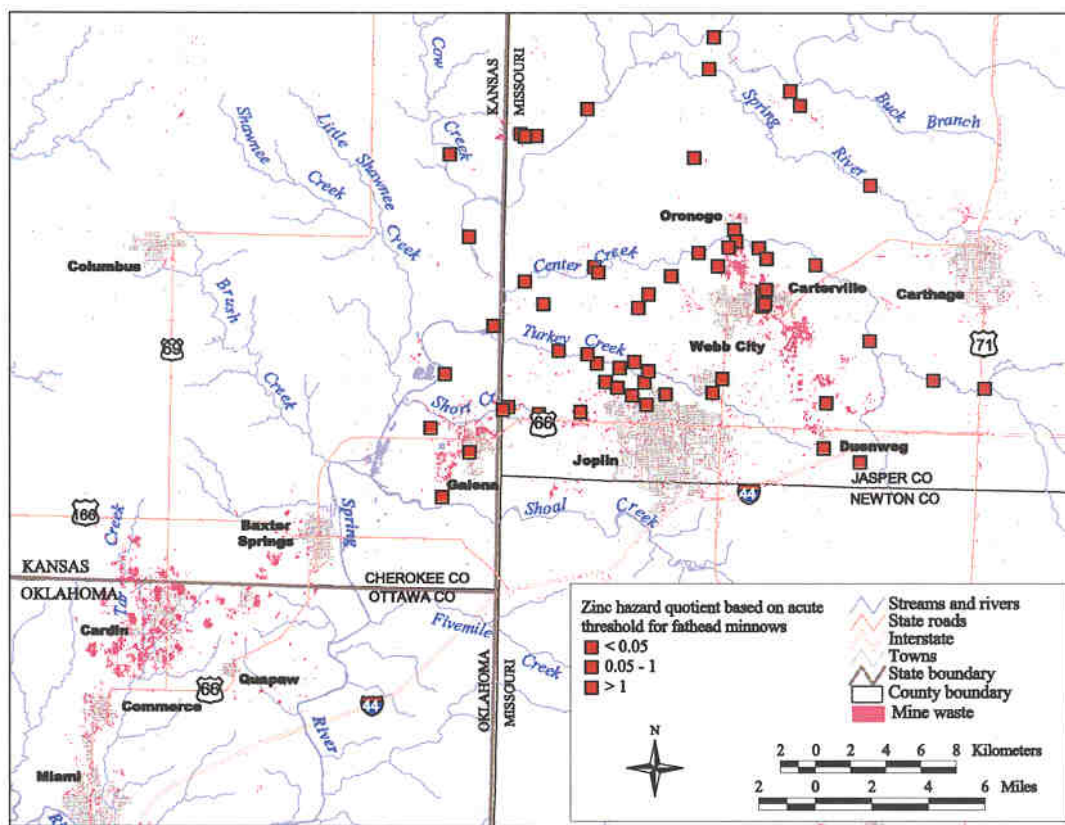 Cow
Creek
KANSAS
MISSOURI
Shawnee
Creek
Little
Shawnee
Creek
Spring
River
Buck
Branch
Oronogo
Columbus
Center Creek
Carterville
Carthage
Brush
Creek
69
Turkey
Creek
Webb City
71
Short Cr
66
Joplin
Duenweg
Galena
JASPER CO
NEWTON CO
44
Shoal
Creek
166
Tar Creek
Baxter
Springs
Spring
River
KANSAS
OKLAHOMA
CHEROKEE CO
OTTAWA CO
Fivemile
Creek
OKLAHOMA
MISSOURI
Cardin
Quapaw
66
Commerce
44
Miami
Zinc hazard quotient based on acute
threshold for fathead minnows
< 0.05
0.05 - 1
> 1
Streams and rivers
State roads
Interstate
Towns
State boundary
County boundary
Mine waste
N
2 0 2 4 6 8 Kilometers
2 0 2 4 6 Miles